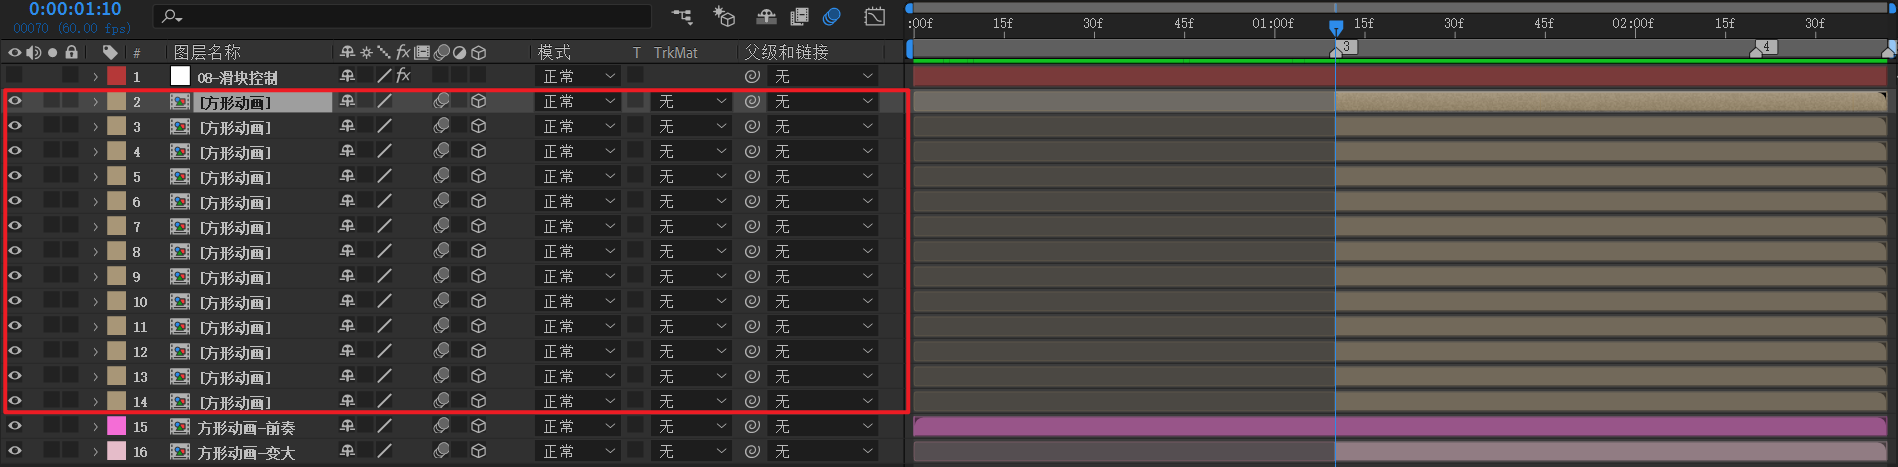 0:00:01:10
00070 (60.00 fps)
:00f 15f 30f 45f 01:00f 15f 30f 45f 02:00f 15f 30f
# 图层名称 fx 模式 T TrkMat 父级和链接 3 4
1 08-滑块控制 fx 正常 无
2 [方形动画] 正常 无 无
3 [方形动画] 正常 无 无
4 [方形动画] 正常 无 无
5 [方形动画] 正常 无 无
6 [方形动画] 正常 无 无
7 [方形动画] 正常 无 无
8 [方形动画] 正常 无 无
9 [方形动画] 正常 无 无
10 [方形动画] 正常 无 无
11 [方形动画] 正常 无 无
12 [方形动画] 正常 无 无
13 [方形动画] 正常 无 无
14 [方形动画] 正常 无 无
15 方形动画-前奏 正常 无 无
16 方形动画-变大 正常 无 无